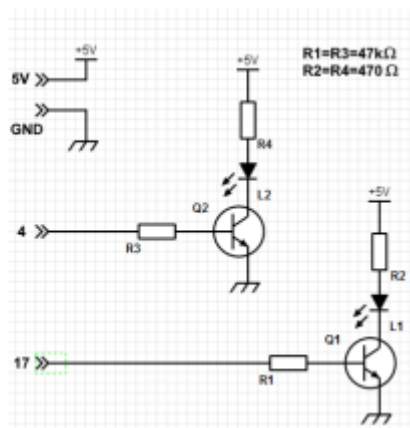 +5V
5V
+5V
R1=R3=47kΩ
R2=R4=470 Ω
GND
R4
L2
Q2
4
R3
+5V
R2
L1
Q1
17
R1